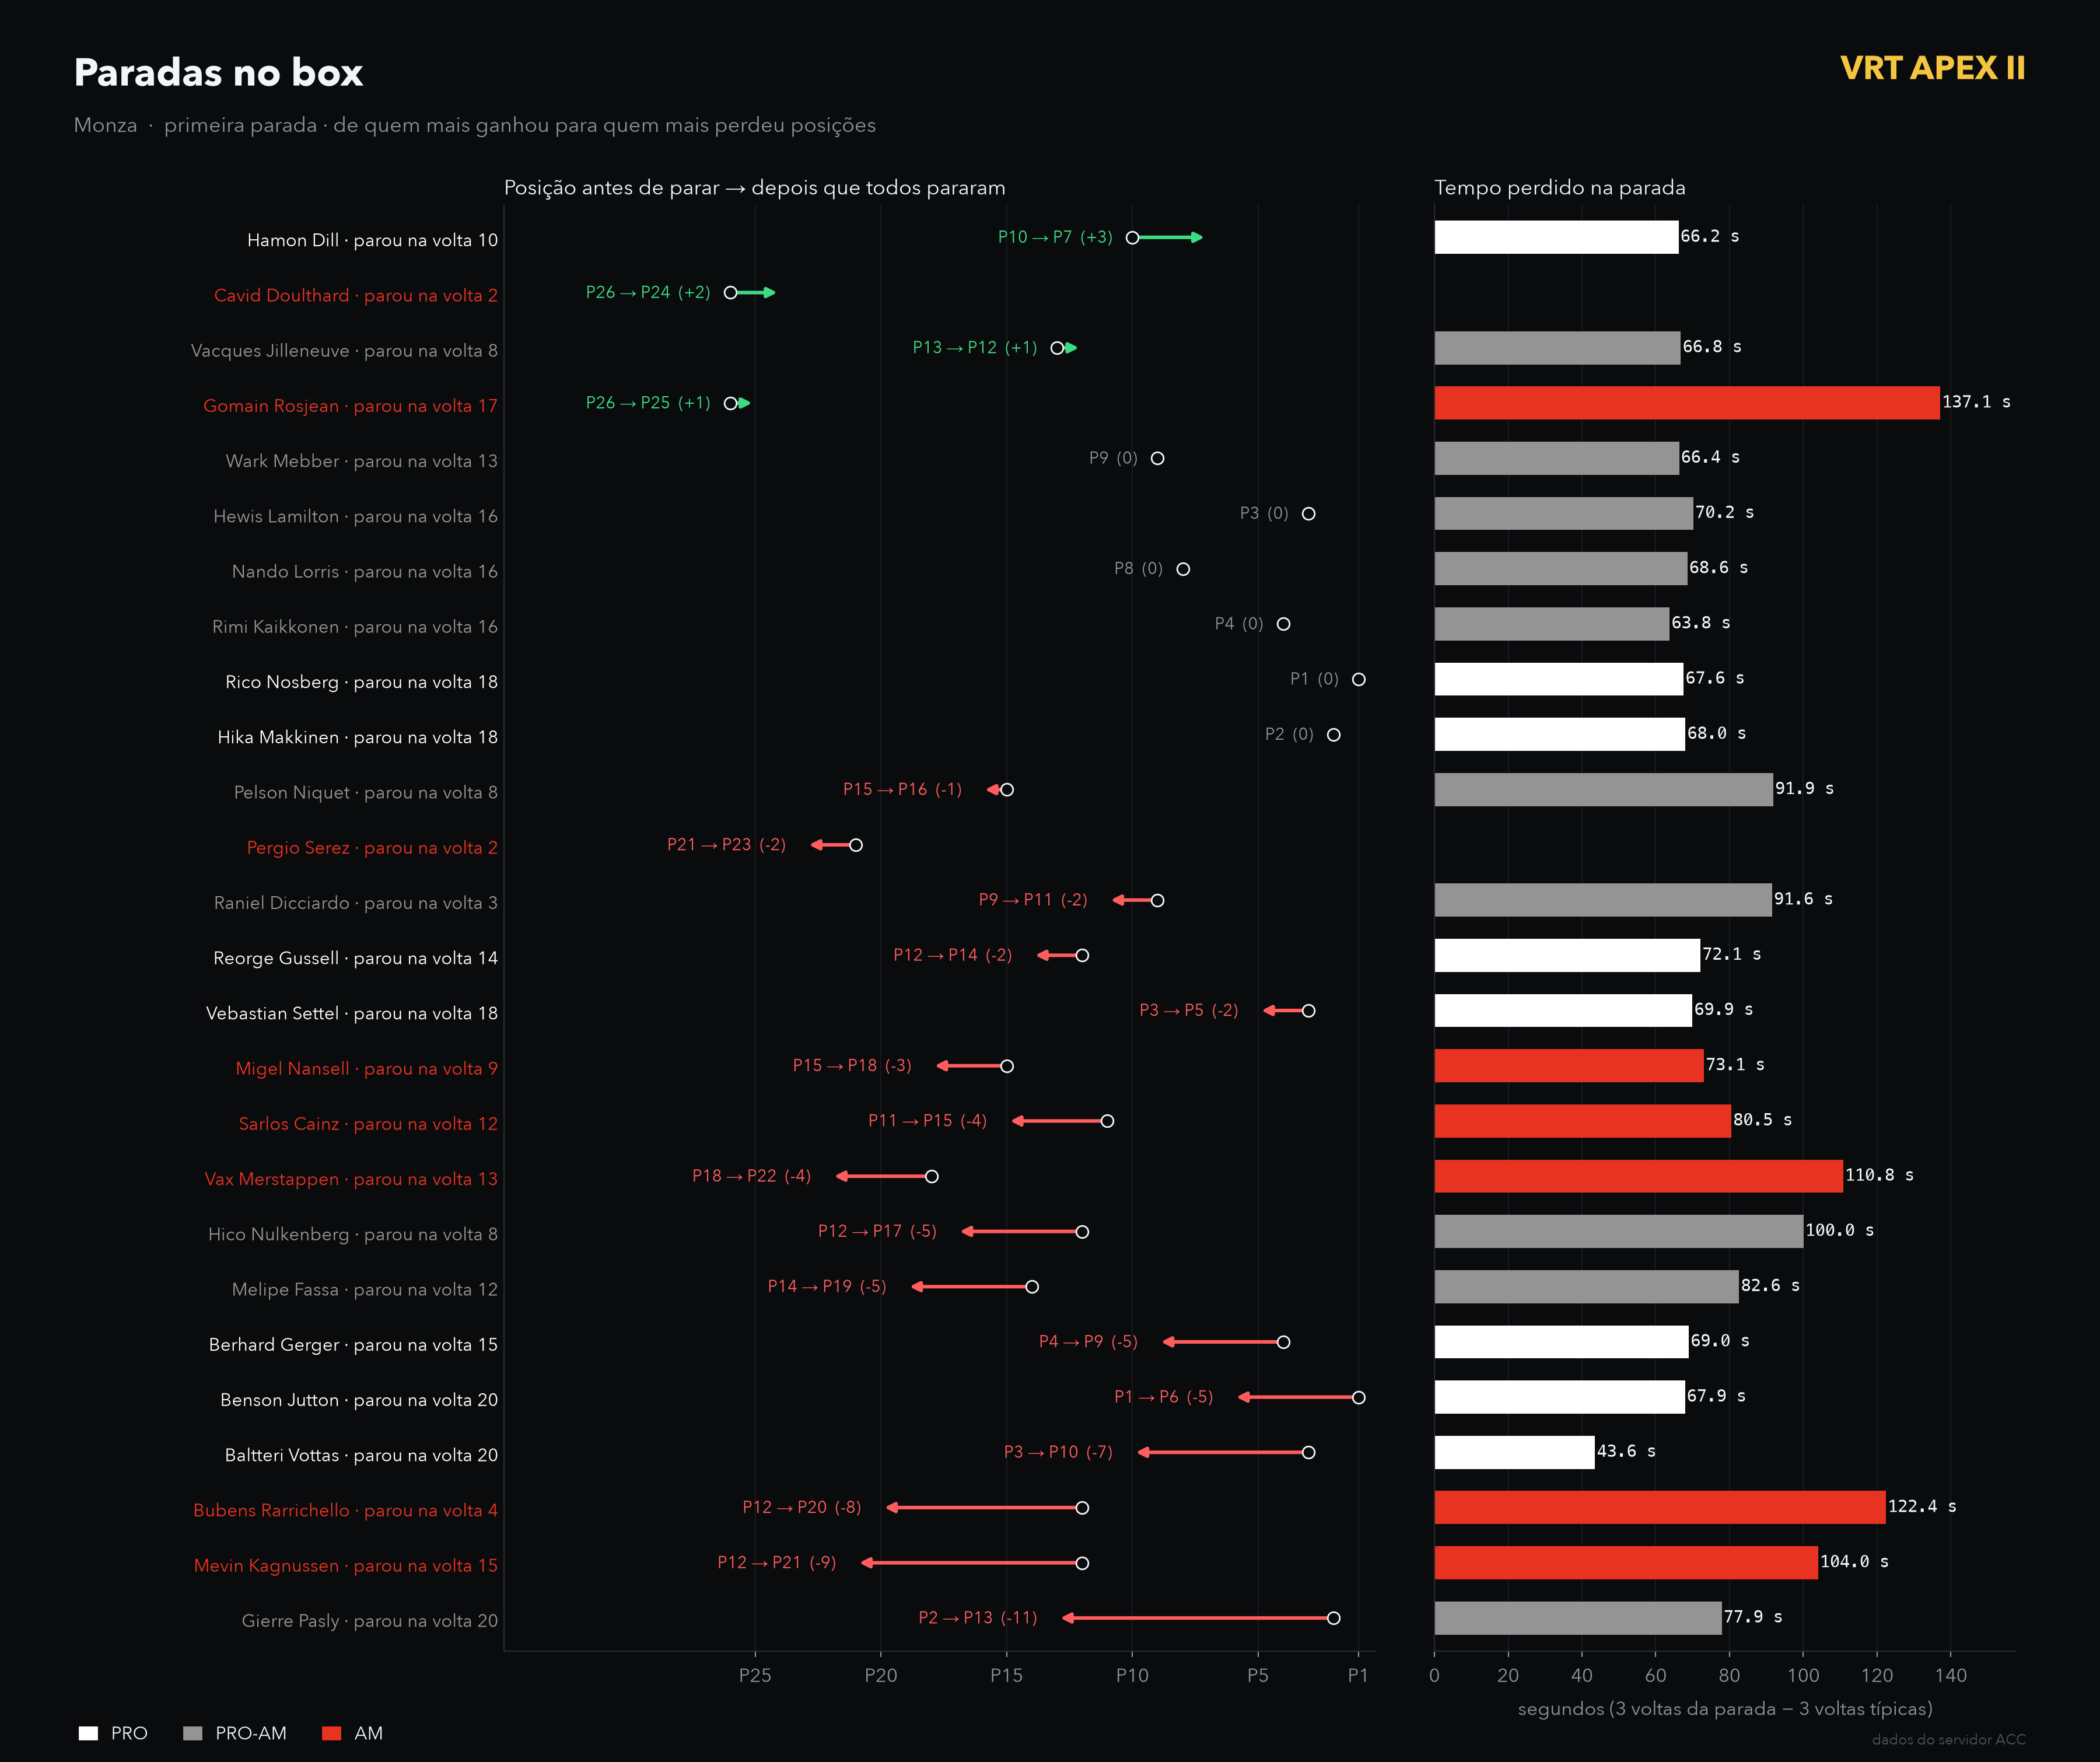 Paradas no box
VRT APEX II
Monza · primeira parada · de quem mais ganhou para quem mais perdeu posições
Posição antes de parar → depois que todos pararam
Tempo perdido na parada
Hamon Dill · parou na volta 10 P10 → P7 (+3) 66.2 s
Cavid Doulthard · parou na volta 2 P26 → P24 (+2)
Vacques Jilleneuve · parou na volta 8 P13 → P12 (+1) 66.8 s
Gomain Rosjean · parou na volta 17 P26 → P25 (+1) 137.1 s
Wark Mebber · parou na volta 13 P9 (0) 66.4 s
Hewis Lamilton · parou na volta 16 P3 (0) 70.2 s
Nando Lorris · parou na volta 16 P8 (0) 68.6 s
Rimi Kaikkonen · parou na volta 16 P4 (0) 63.8 s
Rico Nosberg · parou na volta 18 P1 (0) 67.6 s
Hika Makkinen · parou na volta 18 P2 (0) 68.0 s
Pelson Niquet · parou na volta 8 P15 → P16 (-1) 91.9 s
Pergio Serez · parou na volta 2 P21 → P23 (-2)
Raniel Dicciardo · parou na volta 3 P9 → P11 (-2) 91.6 s
Reorge Gussell · parou na volta 14 P12 → P14 (-2) 72.1 s
Vebastian Settel · parou na volta 18 P3 → P5 (-2) 69.9 s
Migel Nansell · parou na volta 9 P15 → P18 (-3) 73.1 s
Sarlos Cainz · parou na volta 12 P11 → P15 (-4) 80.5 s
Vax Merstappen · parou na volta 13 P18 → P22 (-4) 110.8 s
Hico Nulkenberg · parou na volta 8 P12 → P17 (-5) 100.0 s
Melipe Fassa · parou na volta 12 P14 → P19 (-5) 82.6 s
Berhard Gerger · parou na volta 15 P4 → P9 (-5) 69.0 s
Benson Jutton · parou na volta 20 P1 → P6 (-5) 67.9 s
Baltteri Vottas · parou na volta 20 P3 → P10 (-7) 43.6 s
Bubens Rarrichello · parou na volta 4 P12 → P20 (-8) 122.4 s
Mevin Kagnussen · parou na volta 15 P12 → P21 (-9) 104.0 s
Gierre Pasly · parou na volta 20 P2 → P13 (-11) 77.9 s
P25 P20 P15 P10 P5 P1
0 20 40 60 80 100 120 140
segundos (3 voltas da parada − 3 voltas típicas)
PRO PRO-AM AM
dados do servidor ACC